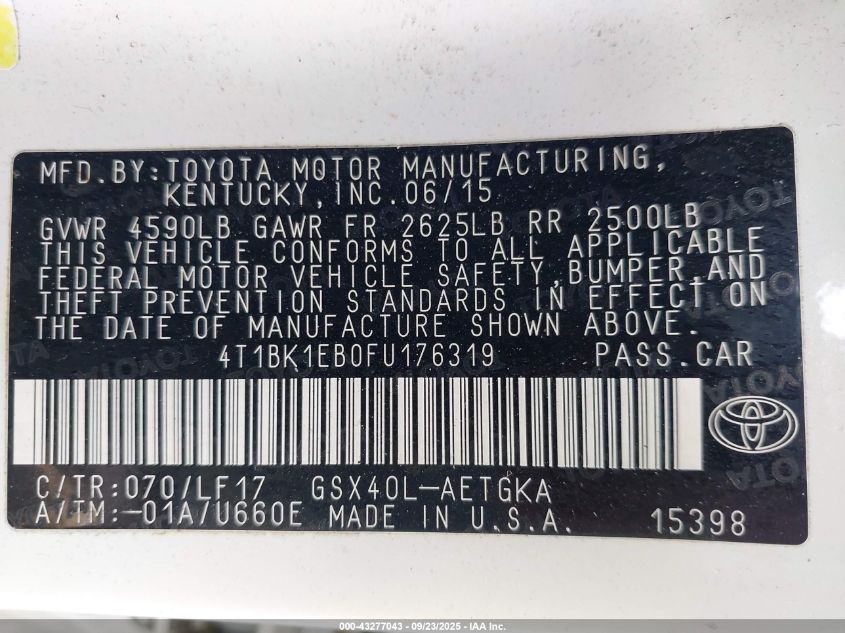 MFD.BY:TOYOTA MOTOR MANUFACTURING,
KENTUCKY,INC.06/15
GVWR 4590LB GAWR FR 2625LB RR 2500LB
THIS VEHICLE CONFORMS TO ALL APPLICABLE
FEDERAL MOTOR VEHICLE SAFETY,BUMPER,AND
THEFT PREVENTION STANDARDS IN EFFECT ON
THE DATE OF MANUFACTURE SHOWN ABOVE.
4T1BK1EB0FU176319 PASS.CAR
C/TR:070/LF17 GSX40L-AETGKA
A/TM:-01A/U660E MADE IN U.S.A. 15398
000-43277043 - 09/23/2025 - IAA Inc.